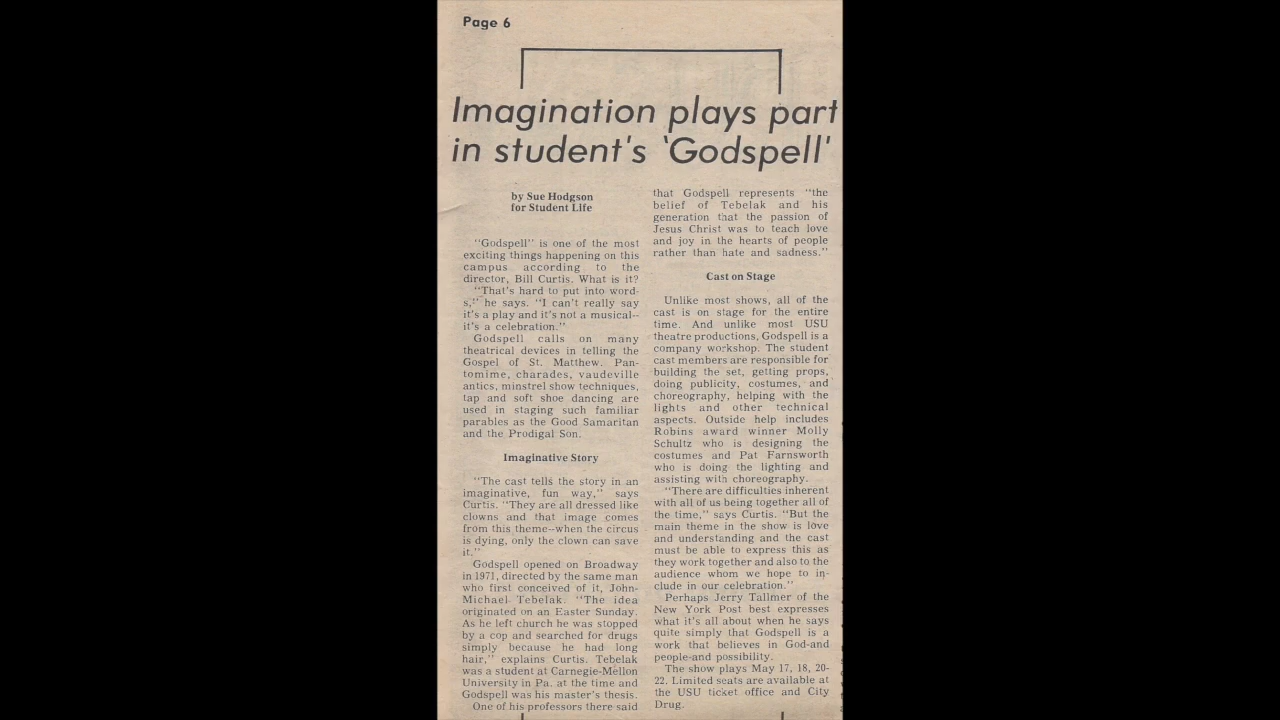 Page 6
Imagination plays part
in student's 'Godspell'
by Sue Hodgson
for Student Life
"Godspell" is one of the most
exciting things happening on this
campus according to the
director, Bill Curtis. What is it?
"That's hard to put into word-
s," he says. "I can't really say
it's a play and it's not a musical--
it's a celebration."
Godspell calls on many
theatrical devices in telling the
Gospel of St. Matthew. Pan-
tomime, charades, vaudeville
antics, minstrel show techniques,
tap and soft shoe dancing are
used in staging such familiar
parables as the Good Samaritan
and the Prodigal Son.
Imaginative Story
"The cast tells the story in an
imaginative, fun way," says
Curtis. "They are all dressed like
clowns and that image comes
from this theme--when the circus
is dying, only the clown can save
it."
Godspell opened on Broadway
in 1971, directed by the same man
who first conceived of it, John-
Michael Tebelak. "The idea
originated on an Easter Sunday.
As he left church he was stopped
by a cop and searched for drugs
simply because he had long
hair," explains Curtis. Tebelak
was a student at Carnegie-Mellon
University in Pa. at the time and
Godspell was his master's thesis.
One of his professors there said
that Godspell represents "the
belief of Tebelak and his
generation that the passion of
Jesus Christ was to teach love
and joy in the hearts of people
rather than hate and sadness."
Cast on Stage
Unlike most shows, all of the
cast is on stage for the entire
time. And unlike most USU
theatre productions, Godspell is a
company workshop. The student
cast members are responsible for
building the set, getting props,
doing publicity, costumes, and
choreography, helping with the
lights and other technical
aspects. Outside help includes
Robins award winner Molly
Schultz who is designing the
costumes and Pat Farnsworth
who is doing the lighting and
assisting with choreography.
"There are difficulties inherent
with all of us being together all of
the time," says Curtis. "But the
main theme in the show is love
and understanding and the cast
must be able to express this as
they work together and also to the
audience whom we hope to in-
clude in our celebration."
Perhaps Jerry Tallmer of the
New York Post best expresses
what it's all about when he says
quite simply that Godspell is a
work that believes in God-and
people-and possibility.
The show plays May 17, 18, 20-
22. Limited seats are available at
the USU ticket office and City
Drug.